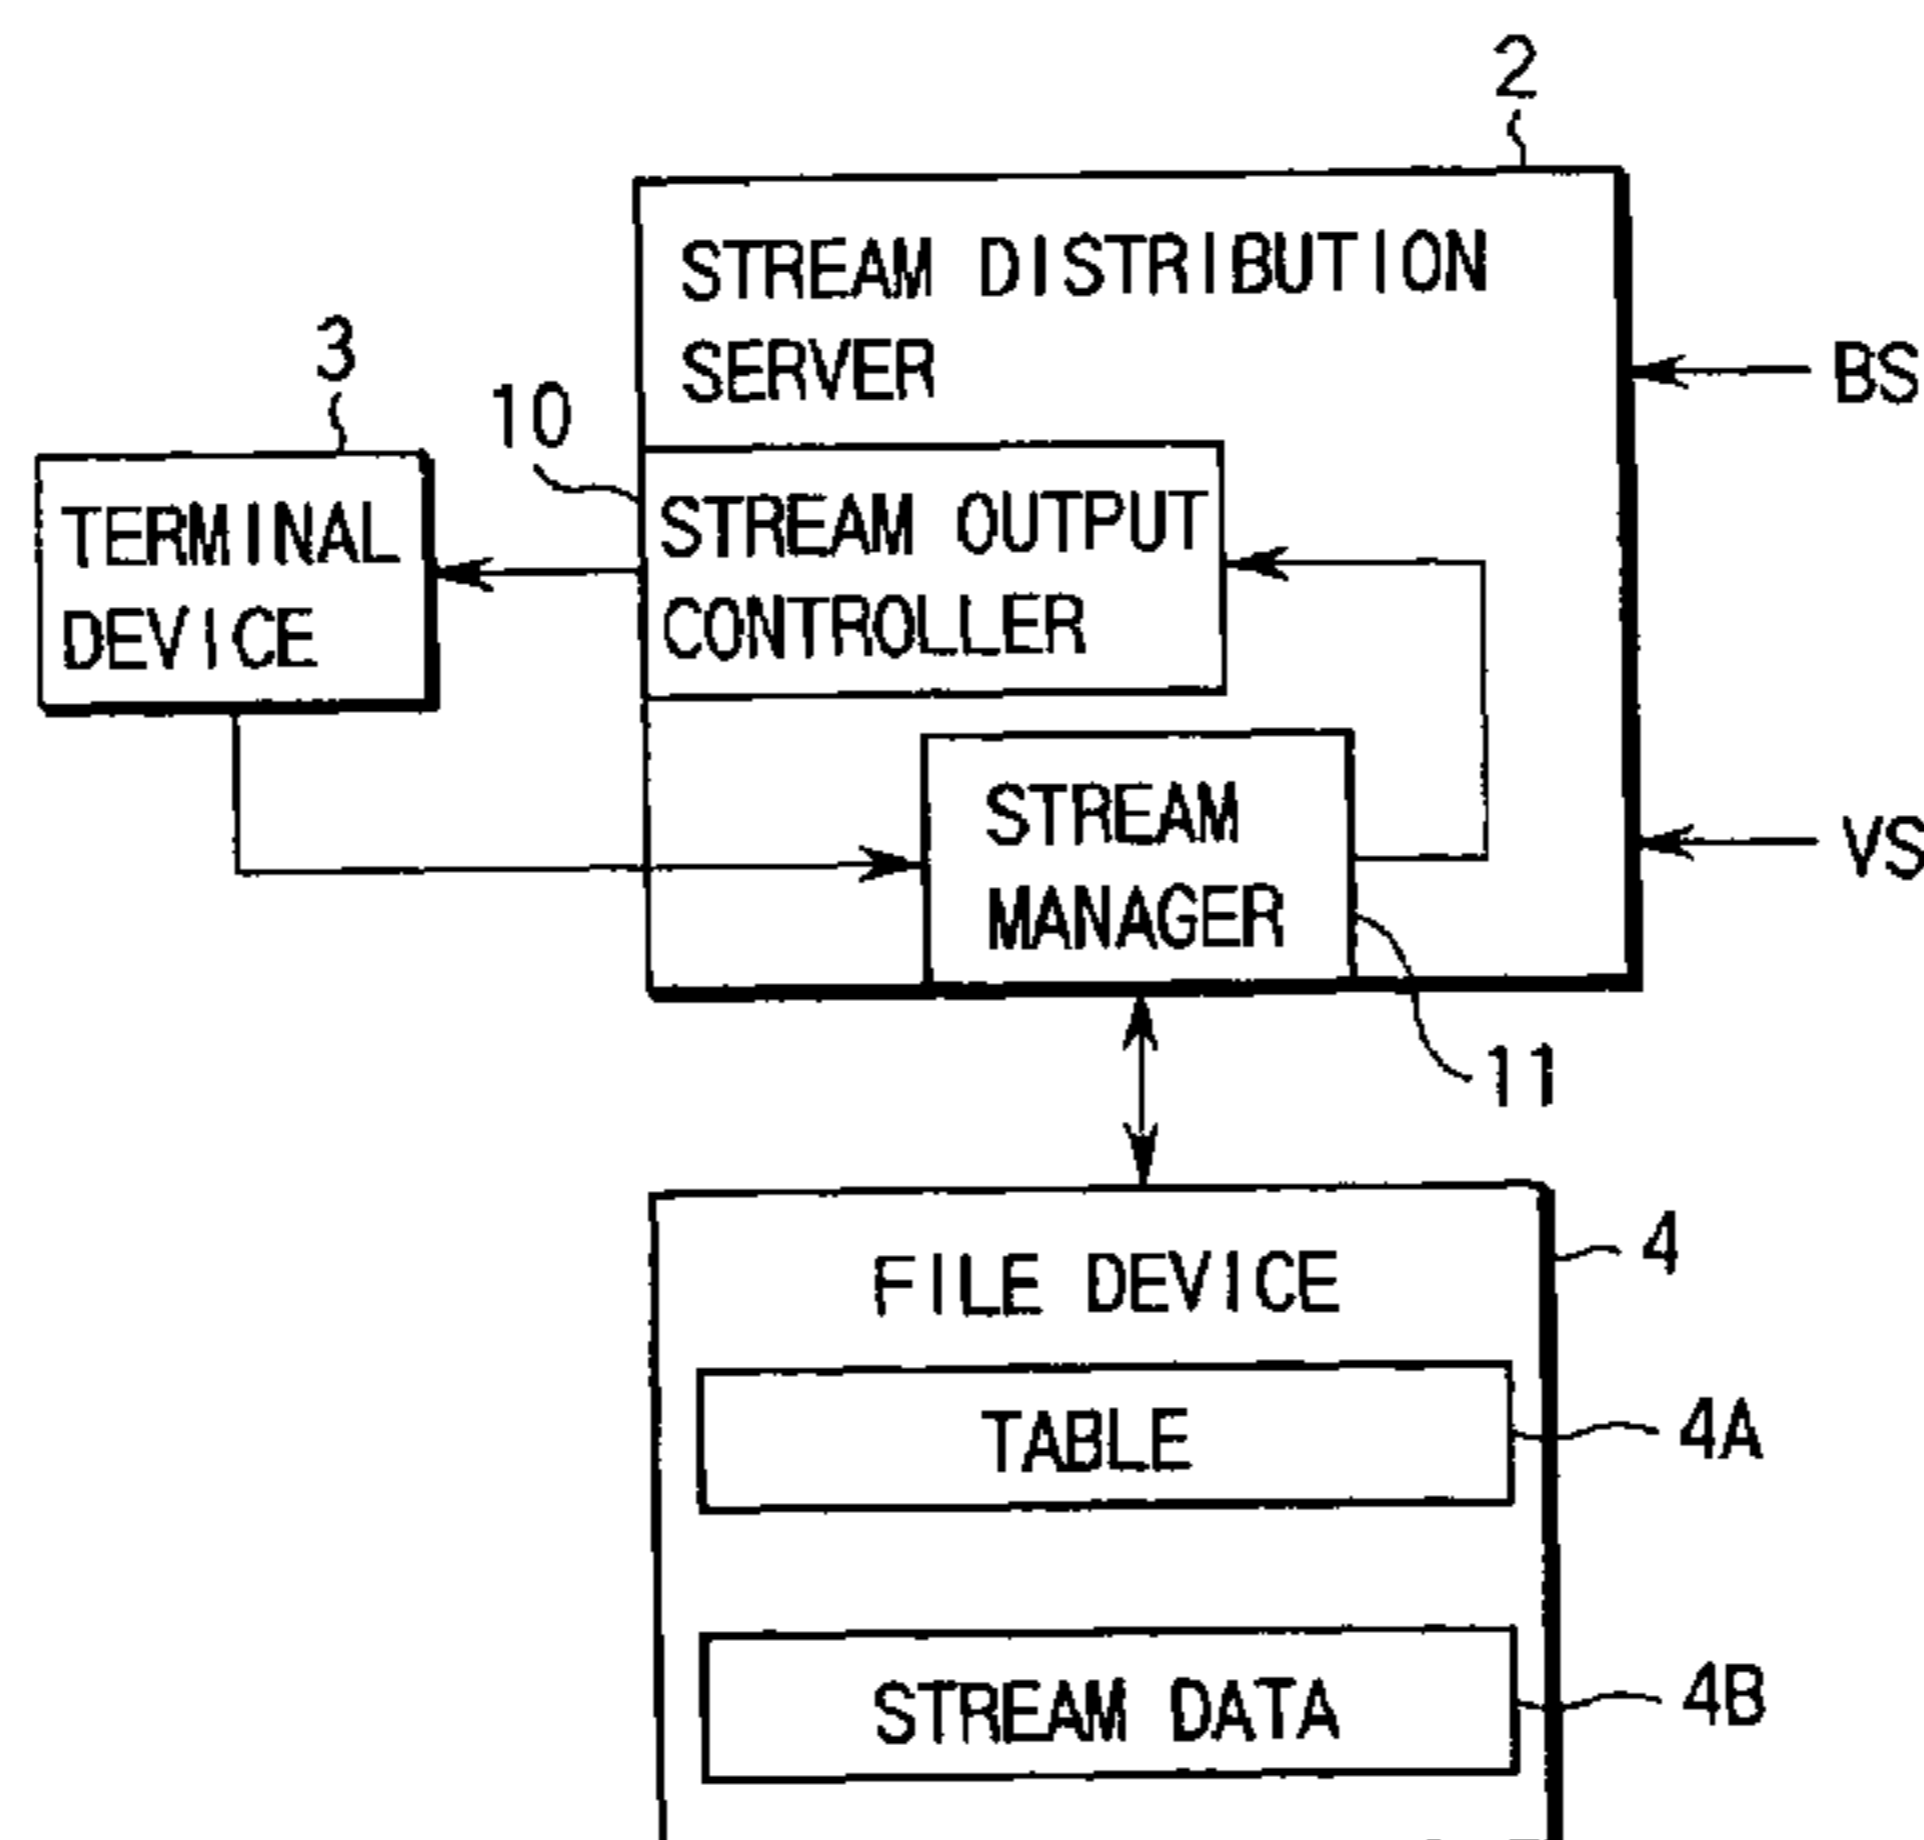 2
STREAM DISTRIBUTION
SERVER
BS
3
10
TERMINAL
DEVICE
STREAM OUTPUT
CONTROLLER
STREAM
MANAGER
VS
11
4
FILE DEVICE
TABLE
4A
STREAM DATA
4B